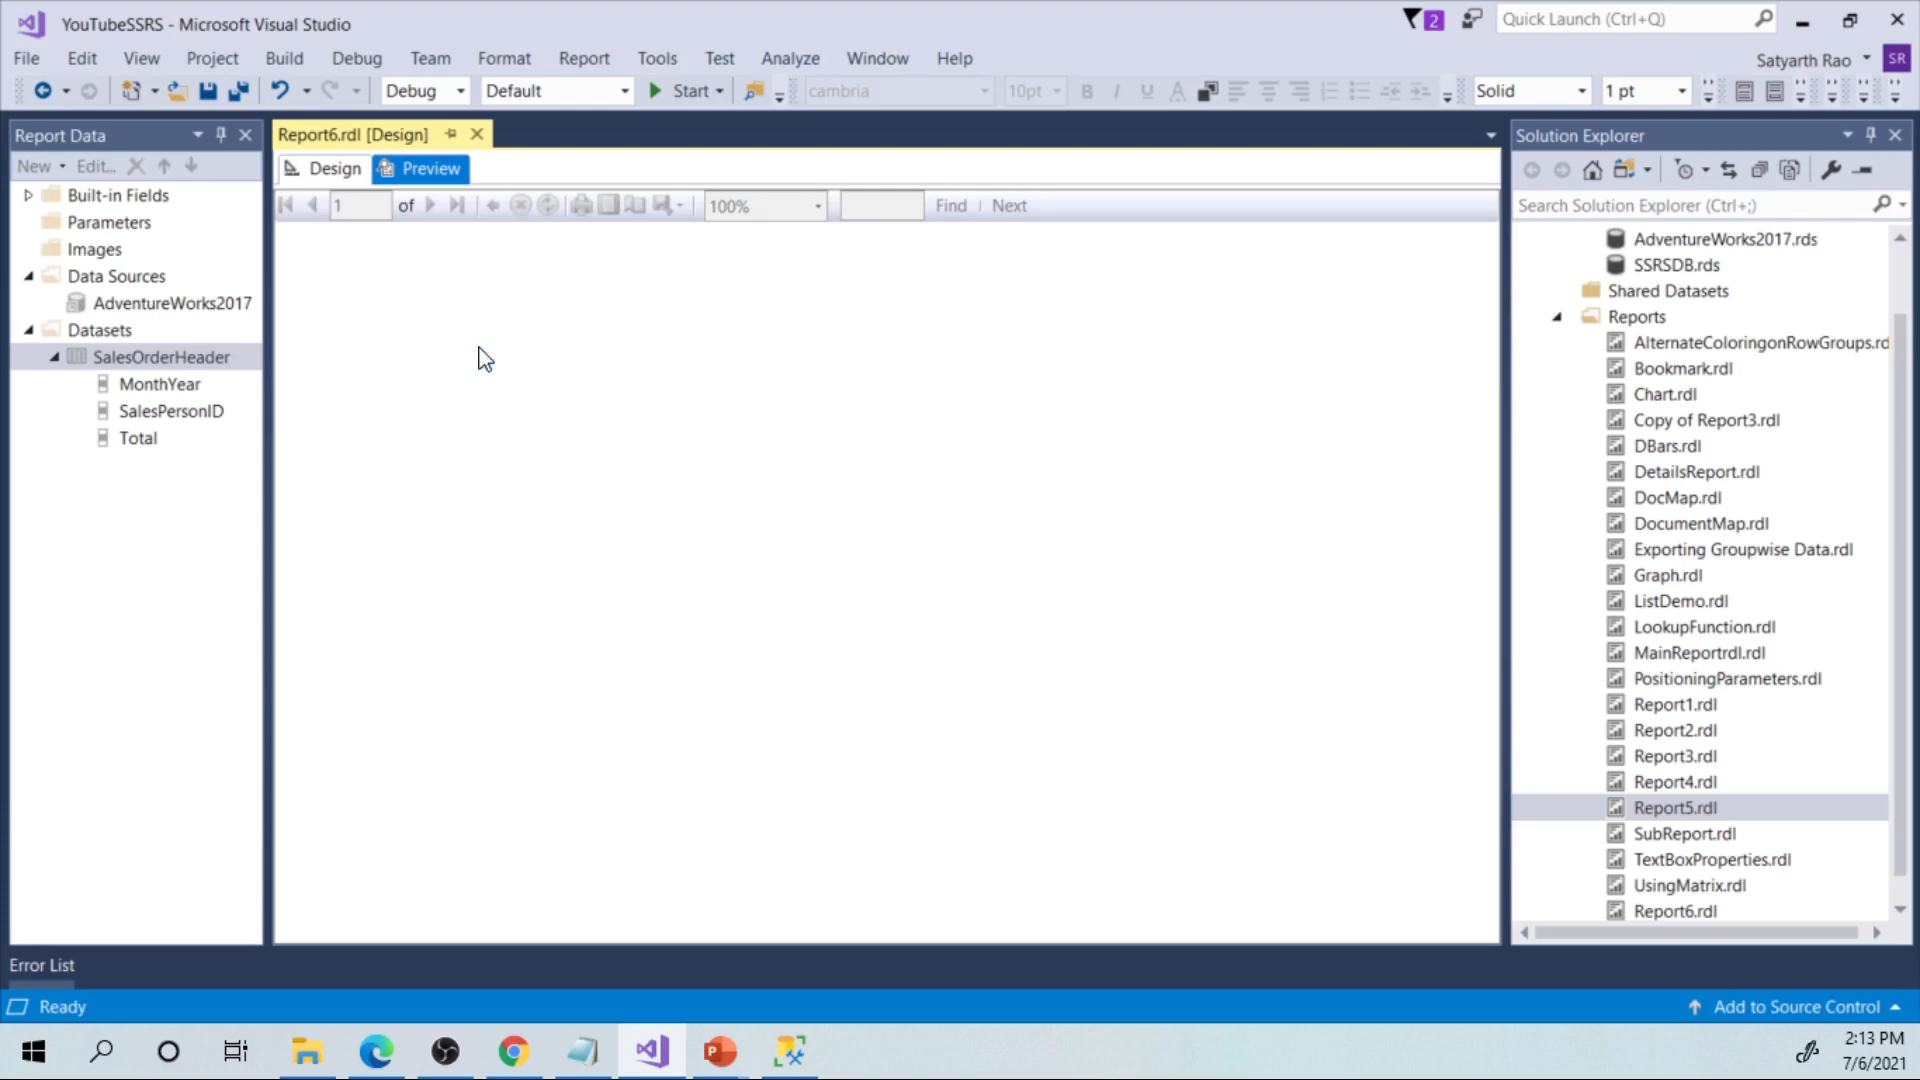 YouTubeSSRS - Microsoft Visual Studio
2
Quick Launch (Ctrl+Q)
File Edit View Project Build Debug Team Format Report Tools Test Analyze Window Help
Satyarth Rao
SR
Debug
Default
Start
cambria
10pt
B I U A
Solid
1 pt
Report Data
New Edit...
Built-in Fields
Parameters
Images
Data Sources
AdventureWorks2017
Datasets
SalesOrderHeader
MonthYear
SalesPersonID
Total
Report6.rdl [Design]
Design Preview
1 of
100%
Find Next
Solution Explorer
Search Solution Explorer (Ctrl+;)
AdventureWorks2017.rds
SSRSDB.rds
Shared Datasets
Reports
AlternateColoringonRowGroups.rd
Bookmark.rdl
Chart.rdl
Copy of Report3.rdl
DBars.rdl
DetailsReport.rdl
DocMap.rdl
DocumentMap.rdl
Exporting Groupwise Data.rdl
Graph.rdl
ListDemo.rdl
LookupFunction.rdl
MainReportrdl.rdl
PositioningParameters.rdl
Report1.rdl
Report2.rdl
Report3.rdl
Report4.rdl
Report5.rdl
SubReport.rdl
TextBoxProperties.rdl
UsingMatrix.rdl
Report6.rdl
Error List
Ready
Add to Source Control
2:13 PM
7/6/2021